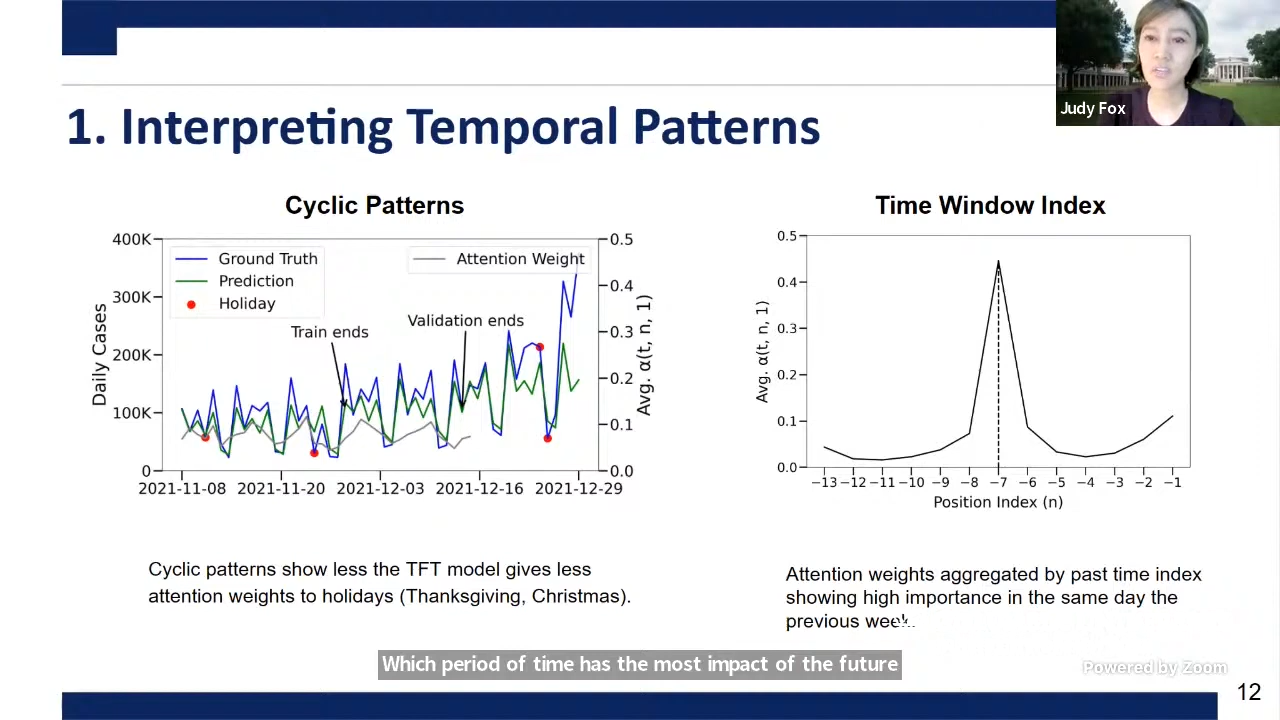 Judy Fox
1. Interpreting Temporal Patterns
Cyclic Patterns
400K
300K
200K
100K
0
Daily Cases
Ground Truth
Prediction
Holiday
Attention Weight
Train ends
Validation ends
0.5
0.4
0.3
0.2
0.1
0.0
Avg. α(t, n, 1)
2021-11-08 2021-11-20 2021-12-03 2021-12-16 2021-12-29
Time Window Index
0.5
0.4
0.3
0.2
0.1
0.0
Avg. α(t, n, 1)
−13 −12 −11 −10 −9 −8 −7 −6 −5 −4 −3 −2 −1
Position Index (n)
Cyclic patterns show less the TFT model gives less
attention weights to holidays (Thanksgiving, Christmas).
Attention weights aggregated by past time index
showing high importance in the same day the
previous week.
Which period of time has the most impact of the future
Powered by Zoom
12